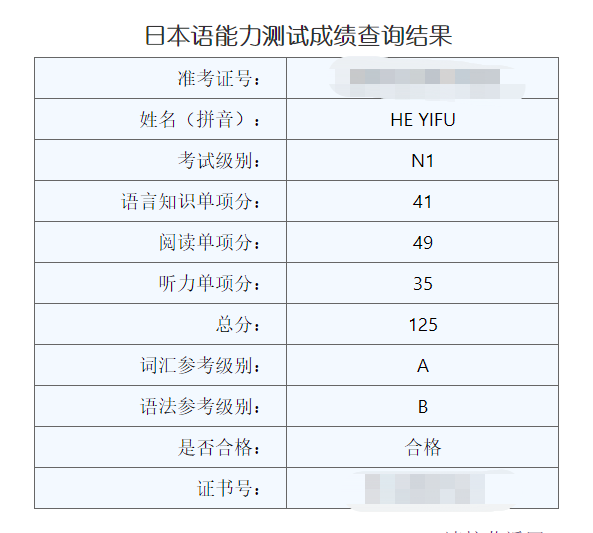 日本语能力测试成绩查询结果
准考证号：
姓名（拼音）： HE YIFU
考试级别： N1
语言知识单项分： 41
阅读单项分： 49
听力单项分： 35
总分： 125
词汇参考级别： A
语法参考级别： B
是否合格： 合格
证书号：